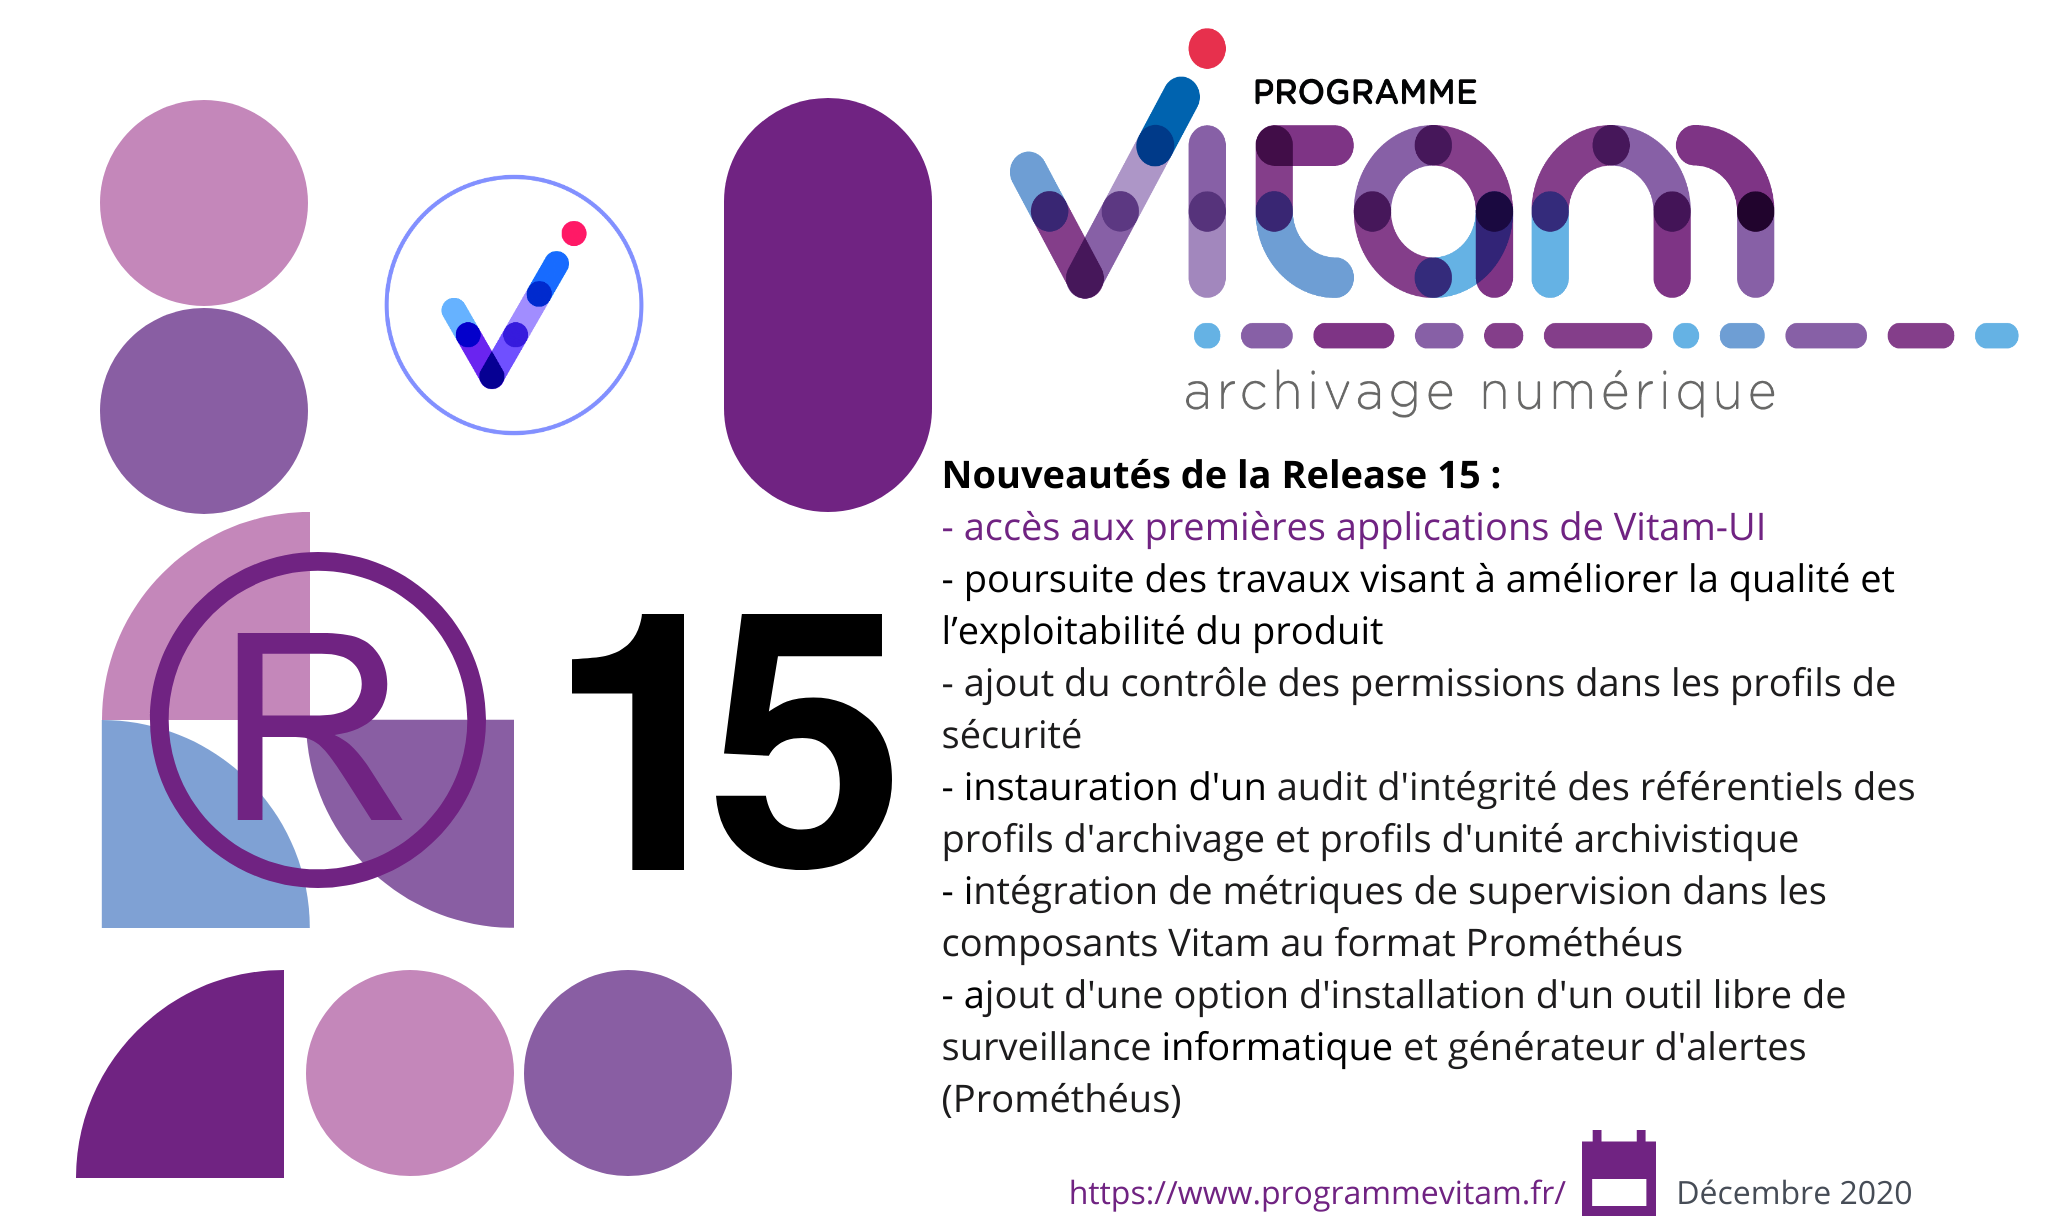 PROGRAMME
vitam
archivage numérique
Nouveautés de la Release 15 :
- accès aux premières applications de Vitam-UI
- poursuite des travaux visant à améliorer la qualité et
l’exploitabilité du produit
- ajout du contrôle des permissions dans les profils de
sécurité
- instauration d'un audit d'intégrité des référentiels des
profils d'archivage et profils d'unité archivistique
- intégration de métriques de supervision dans les
composants Vitam au format Prométhéus
- ajout d'une option d'installation d'un outil libre de
surveillance informatique et générateur d'alertes
(Prométhéus)
R 15
https://www.programmevitam.fr/
Décembre 2020